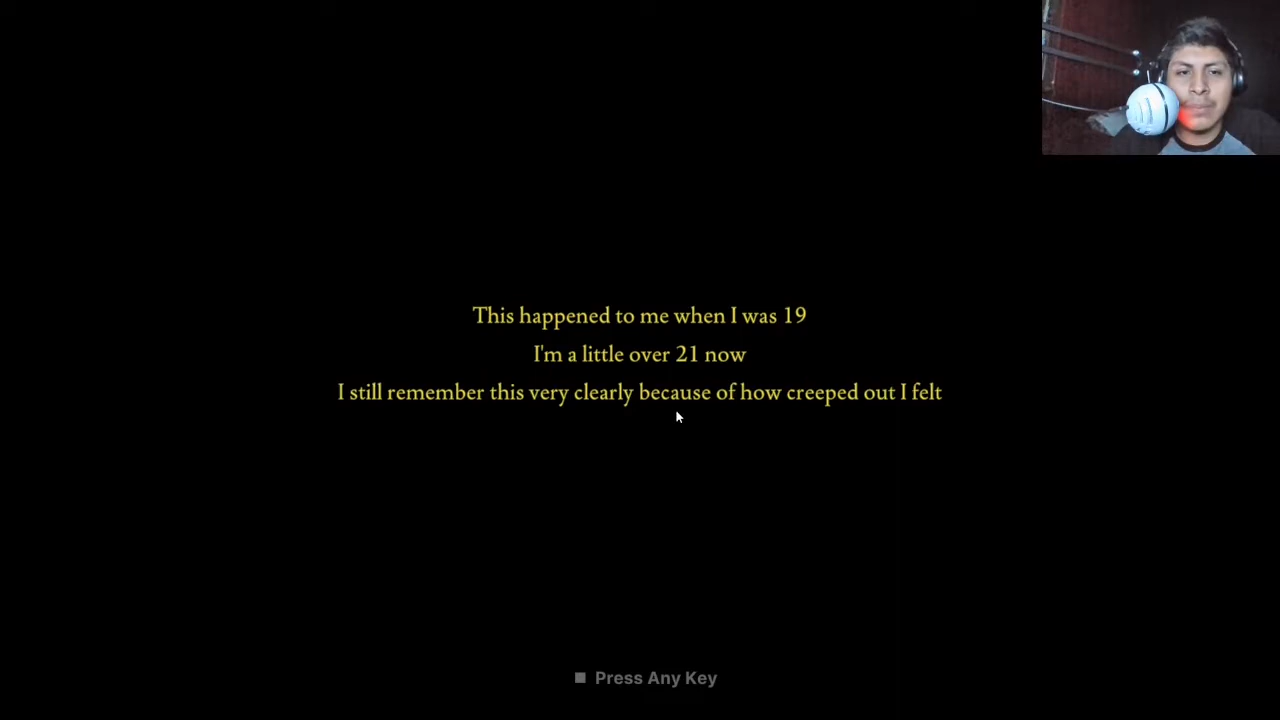 This happened to me when I was 19
I'm a little over 21 now
I still remember this very clearly because of how creeped out I felt
Press Any Key